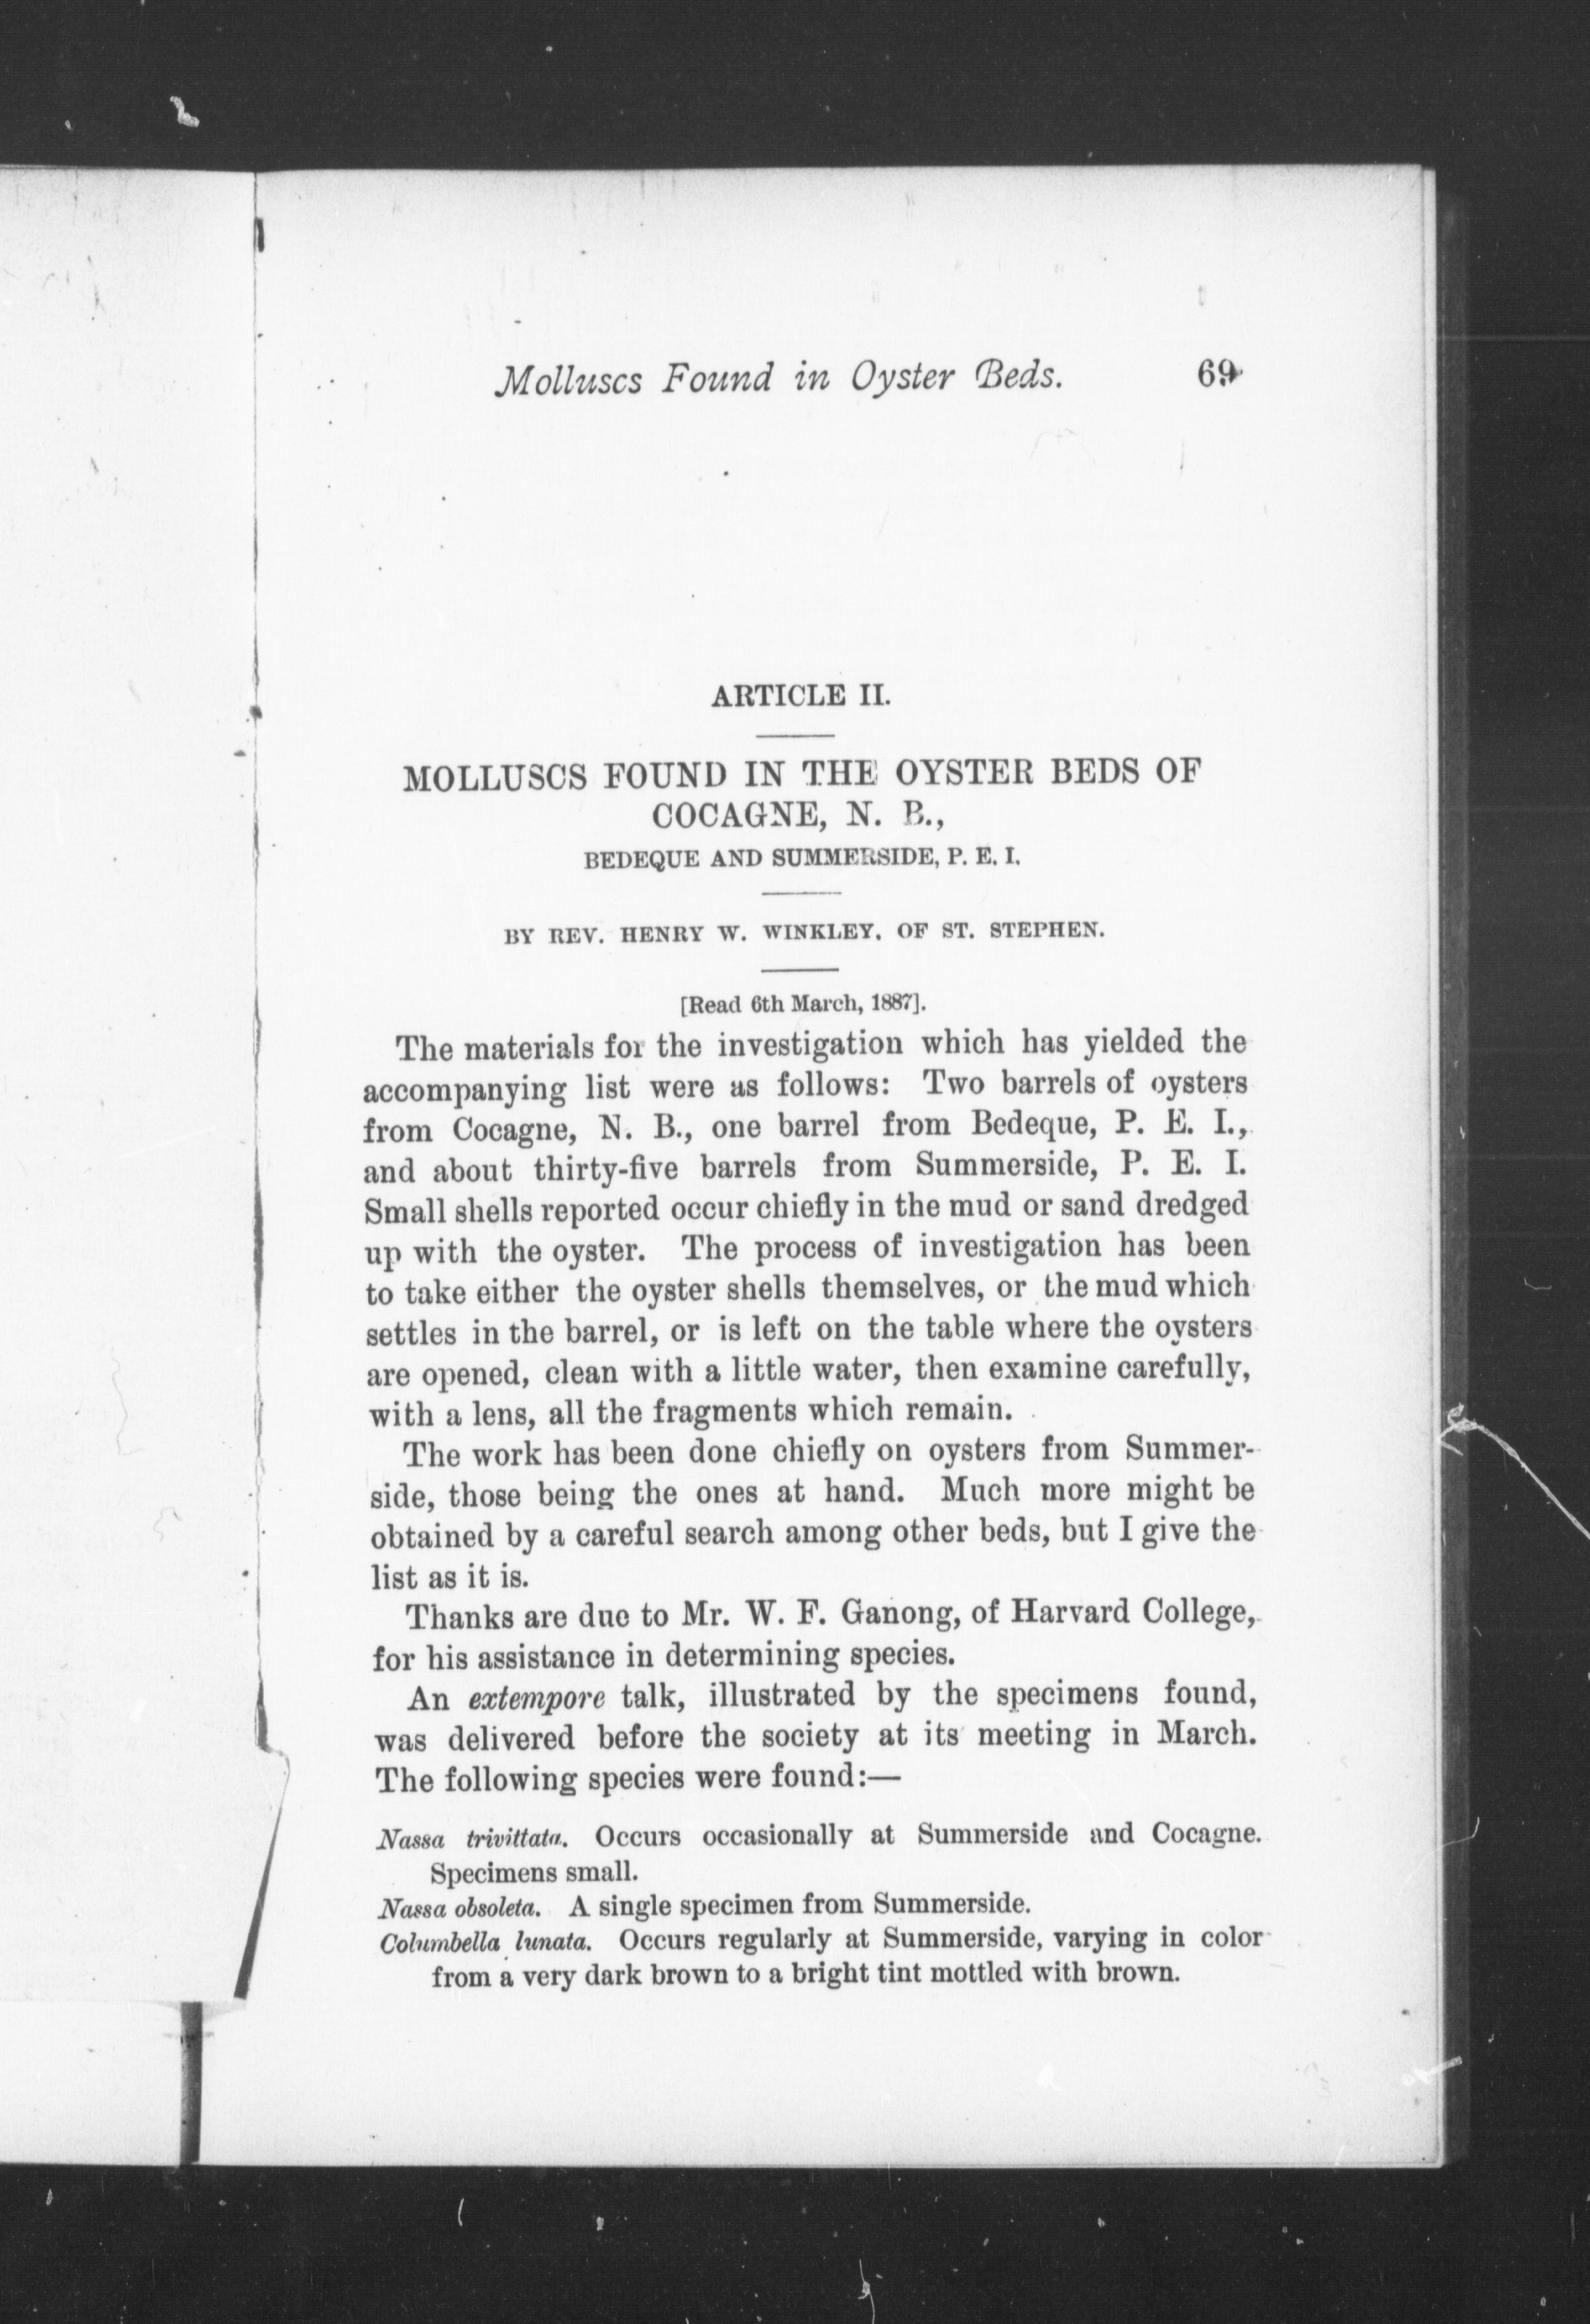 Molluscs Found in Oyster Beds. 69
ARTICLE II.
MOLLUSCS FOUND IN THE OYSTER BEDS OF
COCAGNE, N. B.,
BEDEQUE AND SUMMERSIDE, P. E. I.
BY REV. HENRY W. WINKLEY, OF ST. STEPHEN.
[Read 6th March, 1887].
The materials for the investigation which has yielded the
accompanying list were as follows: Two barrels of oysters
from Cocagne, N. B., one barrel from Bedeque, P. E. I.,
and about thirty-five barrels from Summerside, P. E. I.
Small shells reported occur chiefly in the mud or sand dredged
up with the oyster. The process of investigation has been
to take either the oyster shells themselves, or the mud which
settles in the barrel, or is left on the table where the oysters
are opened, clean with a little water, then examine carefully,
with a lens, all the fragments which remain.
The work has been done chiefly on oysters from Summer-
side, those being the ones at hand. Much more might be
obtained by a careful search among other beds, but I give the
list as it is.
Thanks are due to Mr. W. F. Ganong, of Harvard College,
for his assistance in determining species.
An extempore talk, illustrated by the specimens found,
was delivered before the society at its meeting in March.
The following species were found:—
Nassa trivittata. Occurs occasionally at Summerside and Cocagne.
Specimens small.
Nassa obsoleta. A single specimen from Summerside.
Columbella lunata. Occurs regularly at Summerside, varying in color
from a very dark brown to a bright tint mottled with brown.